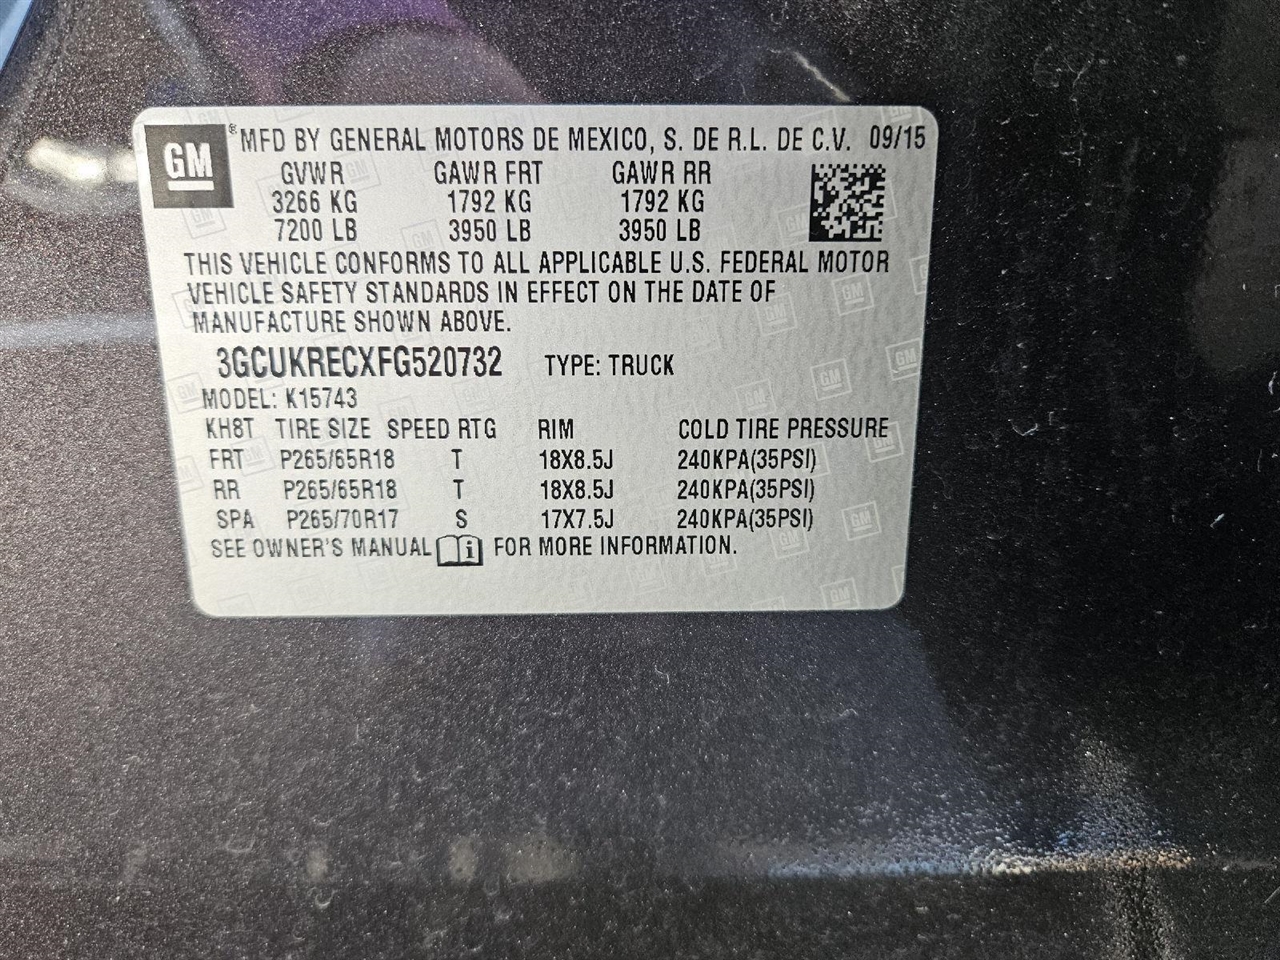 GM ® MFD BY GENERAL MOTORS DE MEXICO, S. DE R.L. DE C.V. 09/15
GVWR GAWR FRT GAWR RR
3266 KG 1792 KG 1792 KG
7200 LB 3950 LB 3950 LB
THIS VEHICLE CONFORMS TO ALL APPLICABLE U.S. FEDERAL MOTOR
VEHICLE SAFETY STANDARDS IN EFFECT ON THE DATE OF
MANUFACTURE SHOWN ABOVE.
3GCUKRECXFG520732 TYPE: TRUCK
MODEL: K15743
KH8T TIRE SIZE SPEED RTG RIM COLD TIRE PRESSURE
FRT P265/65R18 T 18X8.5J 240KPA(35PSI)
RR P265/65R18 T 18X8.5J 240KPA(35PSI)
SPA P265/70R17 S 17X7.5J 240KPA(35PSI)
SEE OWNER'S MANUAL i FOR MORE INFORMATION.